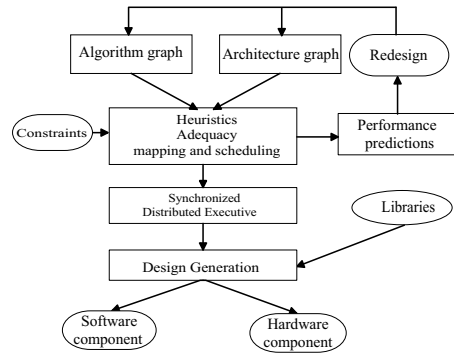 Algorithm graph
Architecture graph
Redesign
Constraints
Heuristics
Adequacy
mapping and scheduling
Performance
predictions
Synchronized
Distributed Executive
Libraries
Design Generation
Software
component
Hardware
component